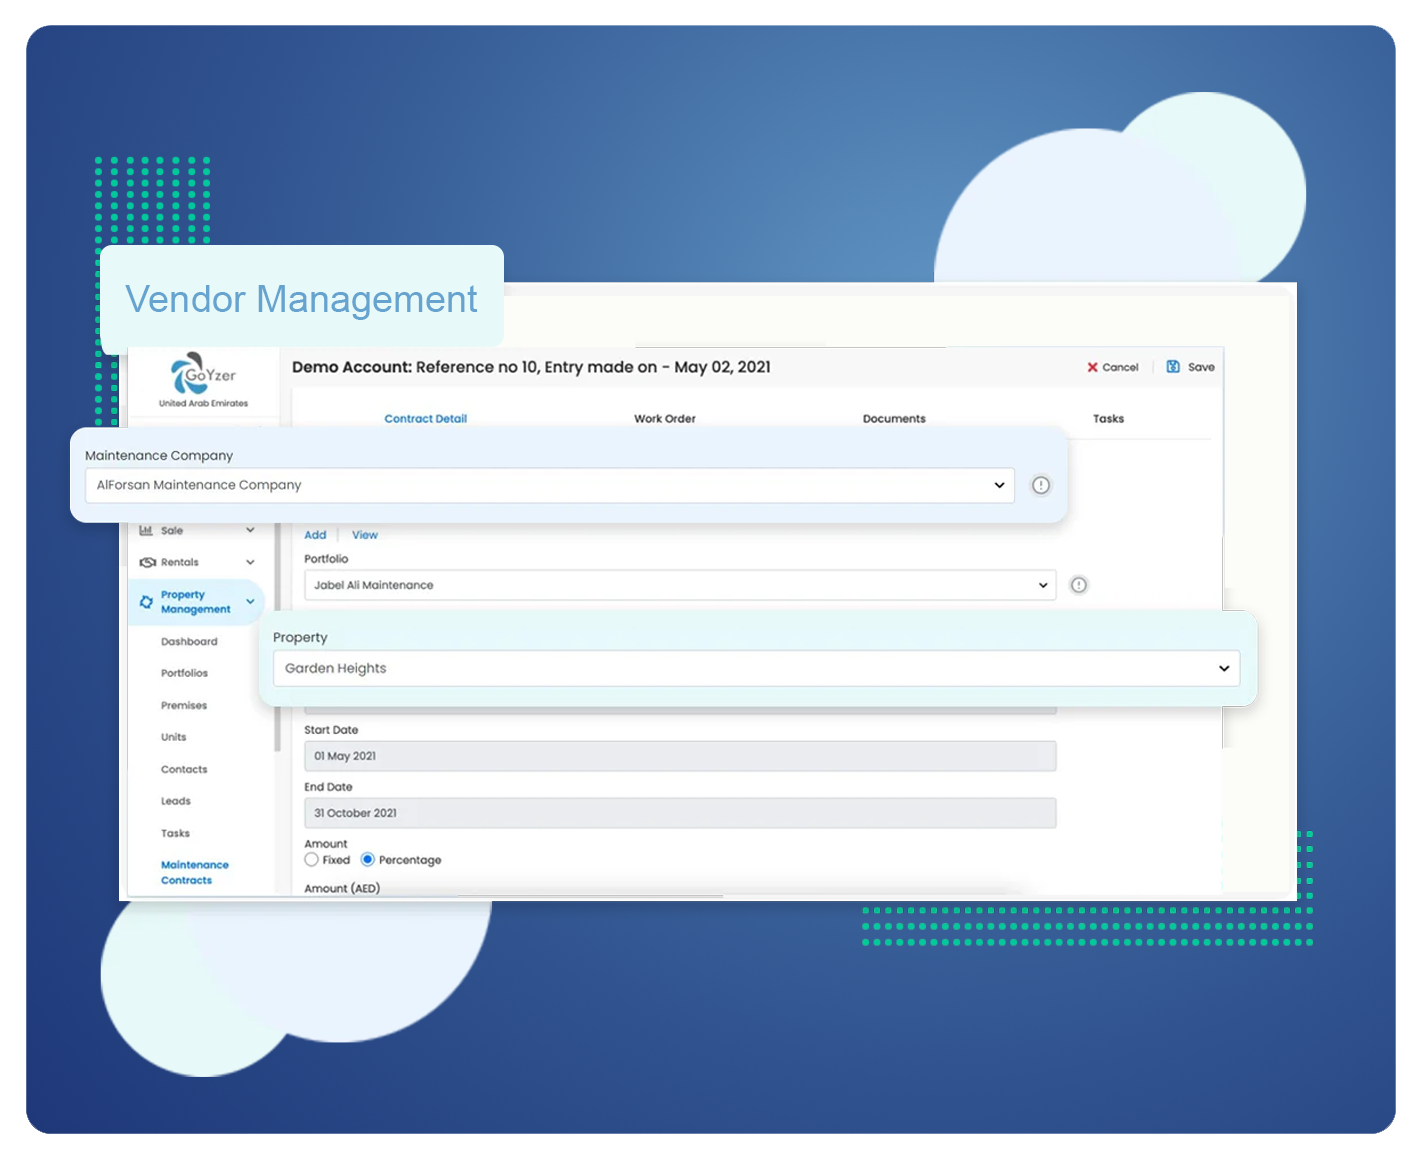 Vendor Management
GoYzer
United Arab Emirates
Demo Account: Reference no 10, Entry made on - May 02, 2021
Cancel
Save
Contract Detail
Work Order
Documents
Tasks
Maintenance Company
AlForsan Maintenance Company
Sale
Rentals
Property
Management
Dashboard
Portfolios
Premises
Units
Contacts
Leads
Tasks
Maintenance
Contracts
Add
View
Portfolio
Jabel Ali Maintenance
Property
Garden Heights
Start Date
01 May 2021
End Date
31 October 2021
Amount
Fixed
Percentage
Amount (AED)